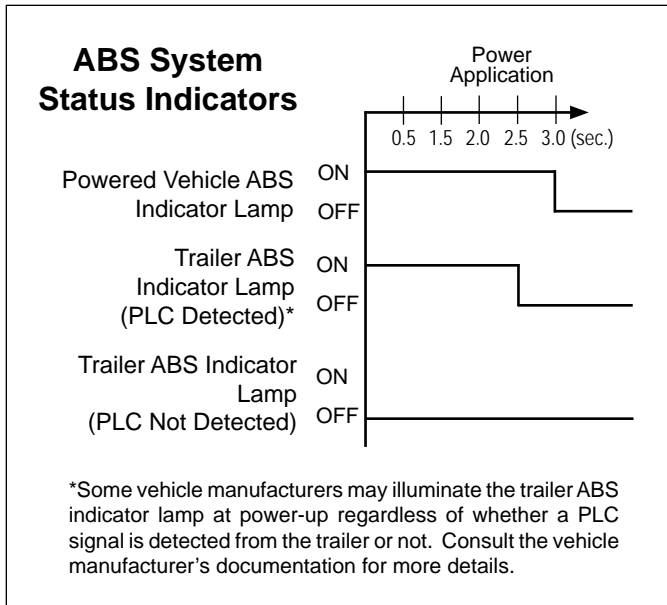 ABS System
Status Indicators
Power
Application
0.5 1.5 2.0 2.5 3.0 (sec.)
Powered Vehicle ABS
Indicator Lamp
ON
OFF
Trailer ABS
Indicator Lamp
(PLC Detected)*
ON
OFF
Trailer ABS Indicator
Lamp
(PLC Not Detected)
ON
OFF
*Some vehicle manufacturers may illuminate the trailer ABS
indicator lamp at power-up regardless of whether a PLC
signal is detected from the trailer or not. Consult the vehicle
manufacturer's documentation for more details.